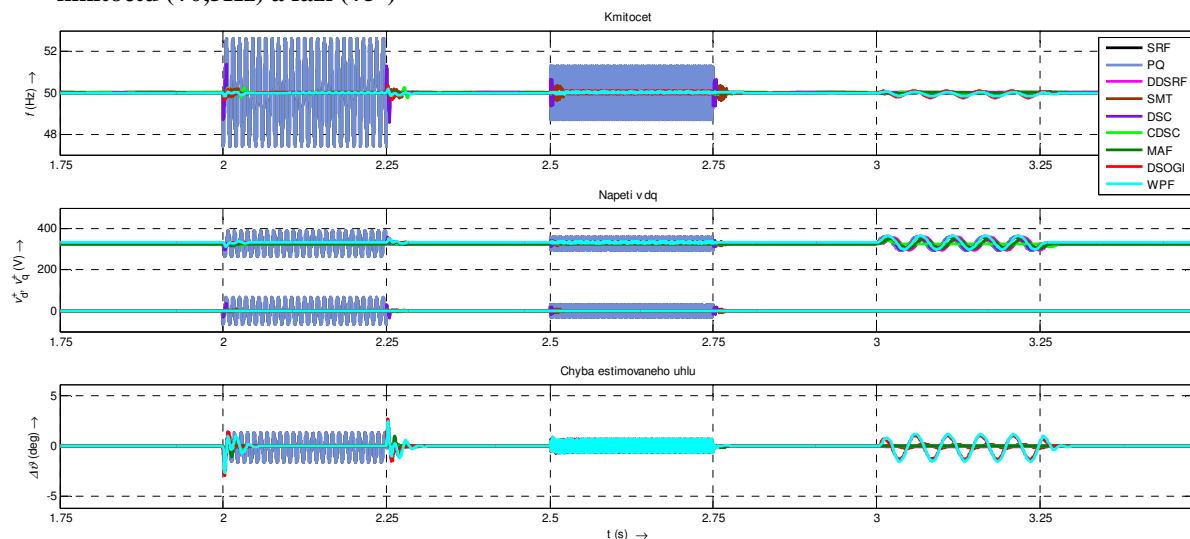 Kmitocet
52
50
48
f (Hz) →
1.75 2 2.25 2.5 2.75 3 3.25
SRF
PQ
DDSRF
SMT
DSC
CDSC
MAF
DSOGI
WPF
Napeti v dq
400
200
0
v_d^+, v_q^+ (V) →
1.75 2 2.25 2.5 2.75 3 3.25
Chyba estimovaneho uhlu
5
0
-5
Δϑ (deg) →
1.75 2 2.25 2.5 2.75 3 3.25
t (s) →